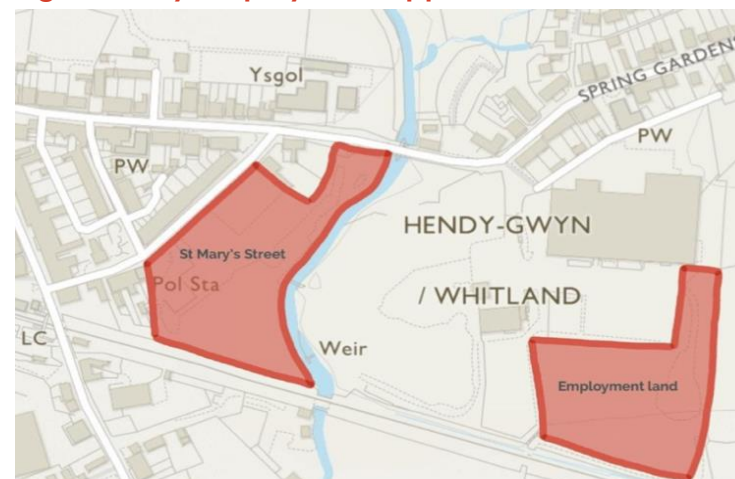 Ysgol
SPRING GARDENS
PW
PW
HENDY-GWYN
St Mary's Street
Pol Sta
/ WHITLAND
LC
Weir
Employment land